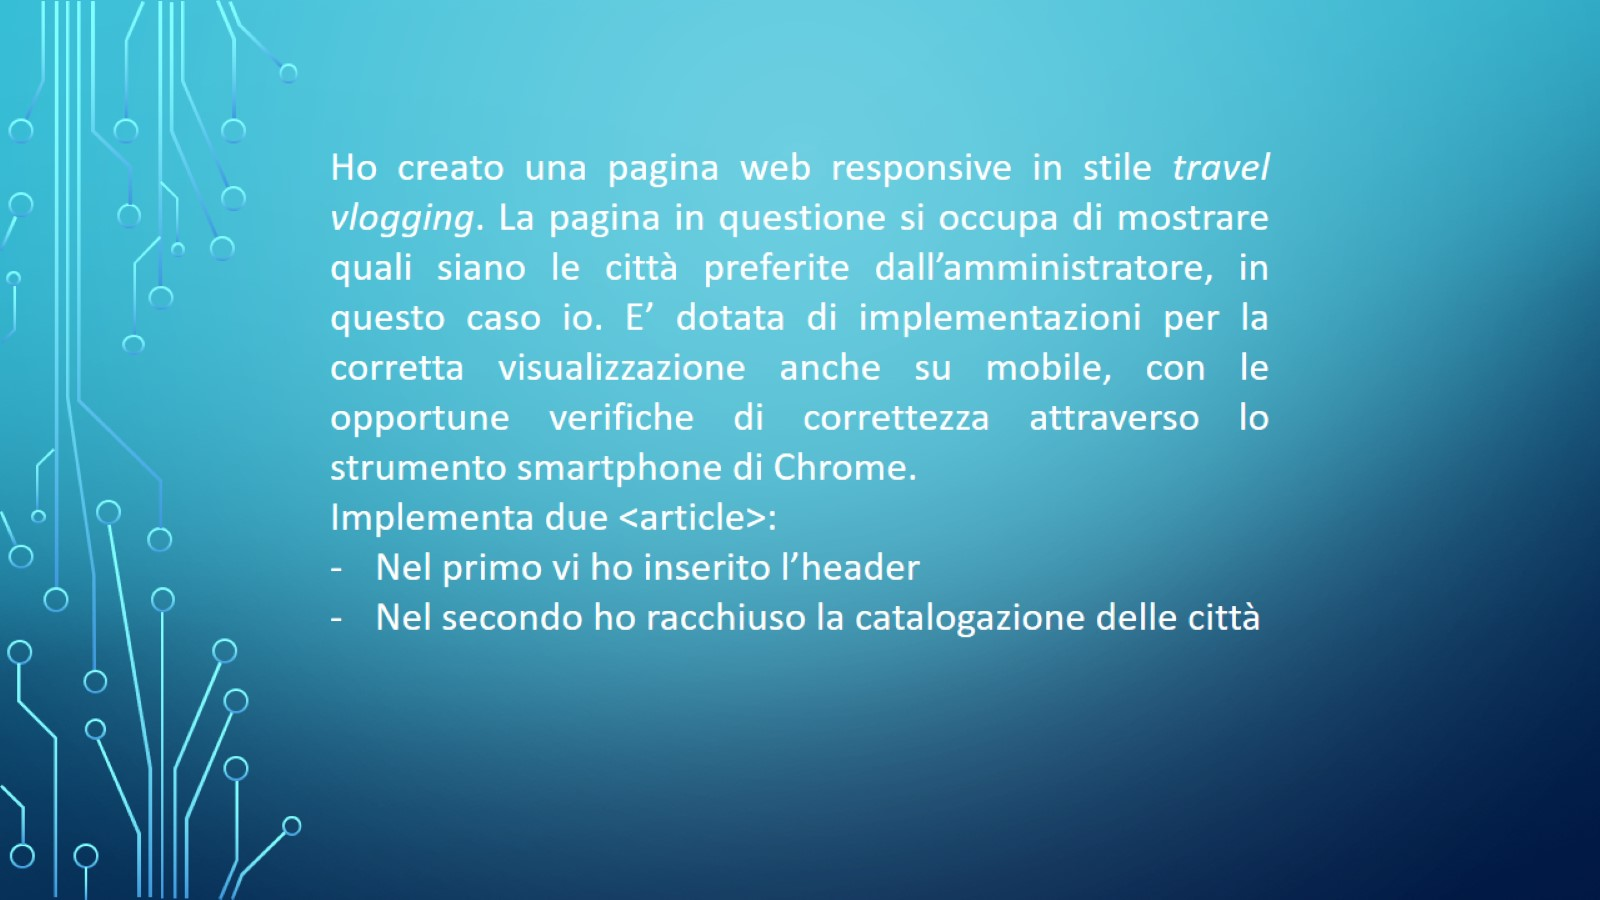 Ho creato una pagina web responsive in stile travel
vlogging. La pagina in questione si occupa di mostrare
quali siano le città preferite dall’amministratore, in
questo caso io. E’ dotata di implementazioni per la
corretta visualizzazione anche su mobile, con le
opportune verifiche di correttezza attraverso lo
strumento smartphone di Chrome.
Implementa due <article>:
- Nel primo vi ho inserito l’header
- Nel secondo ho racchiuso la catalogazione delle città